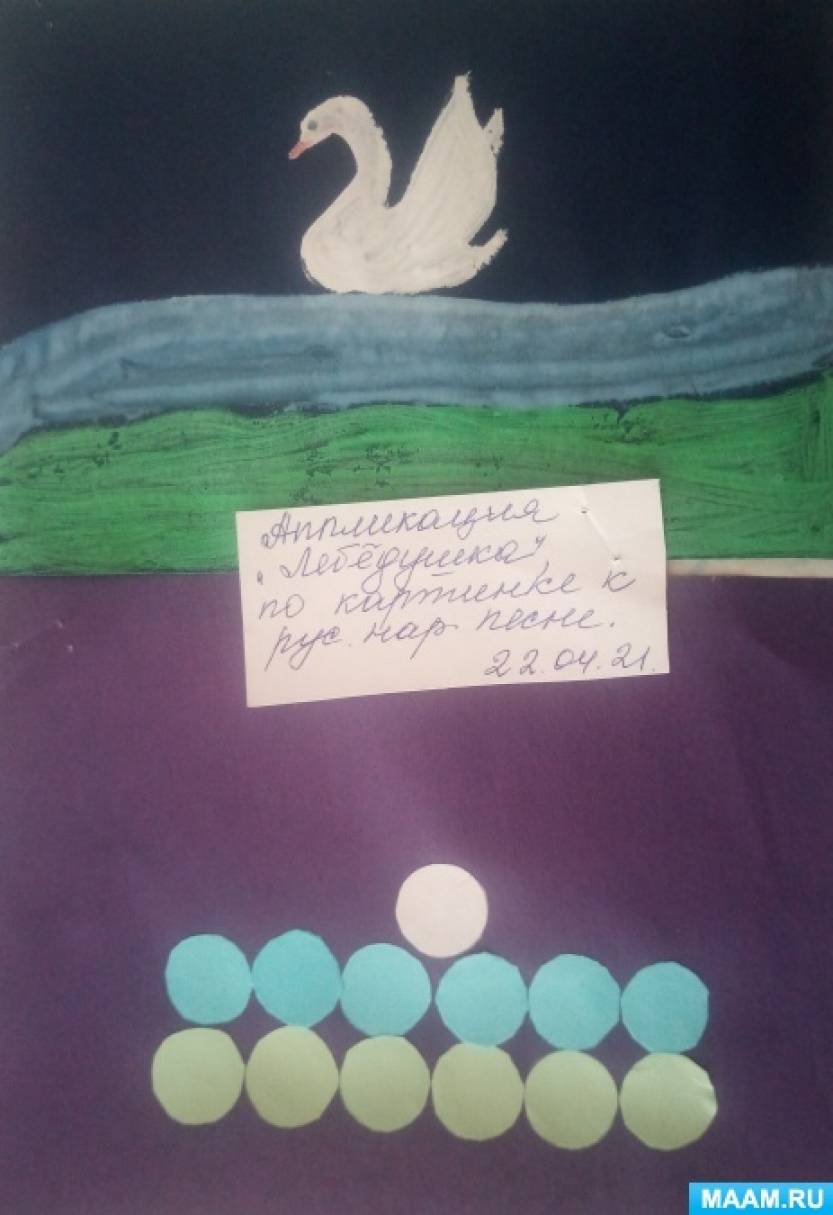 Аппликация
"Лебёдушка",
по картинке к
рус. нар. песне.
22.04.21.
MAAM.RU